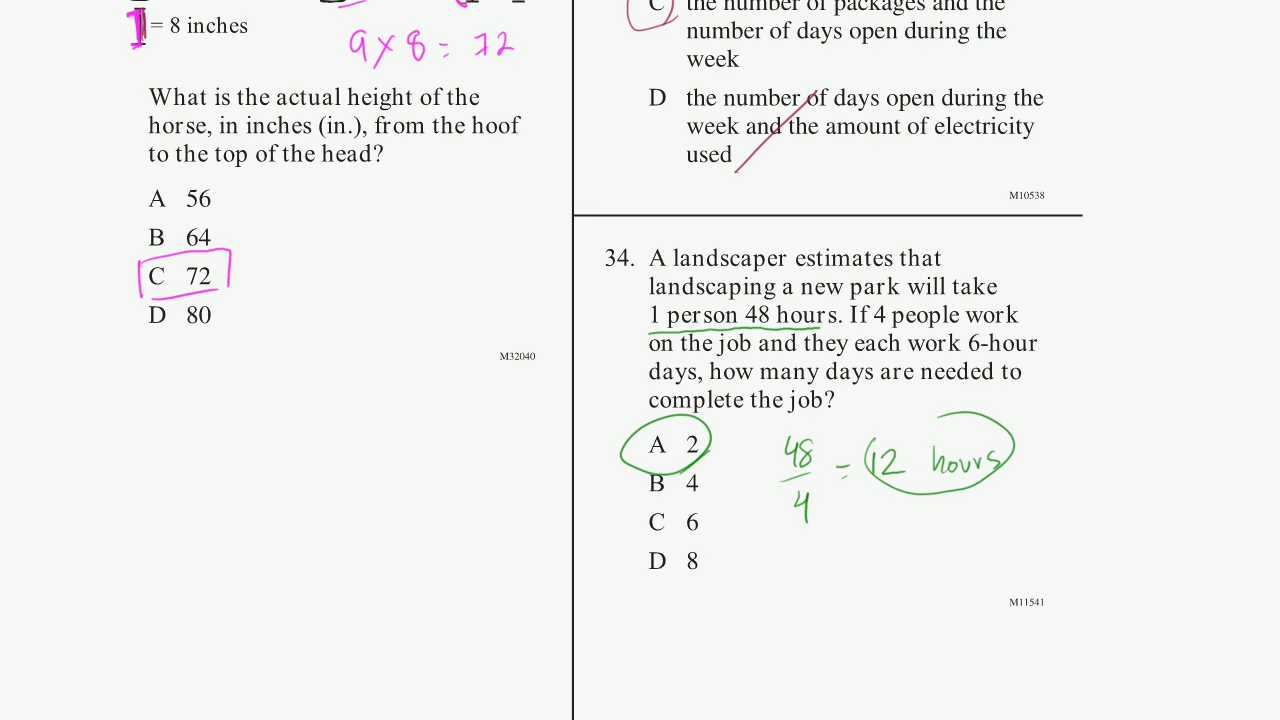 = 8 inches
9 × 8 = 72
What is the actual height of the
horse, in inches (in.), from the hoof
to the top of the head?
A 56
B 64
C 72
D 80
M32040
C the number of packages and the
number of days open during the
week
D the number of days open during the
week and the amount of electricity
used
M10538
34. A landscaper estimates that
landscaping a new park will take
1 person 48 hours. If 4 people work
on the job and they each work 6-hour
days, how many days are needed to
complete the job?
A 2
B 4
C 6
D 8
48
4
= 12 hours
M11541